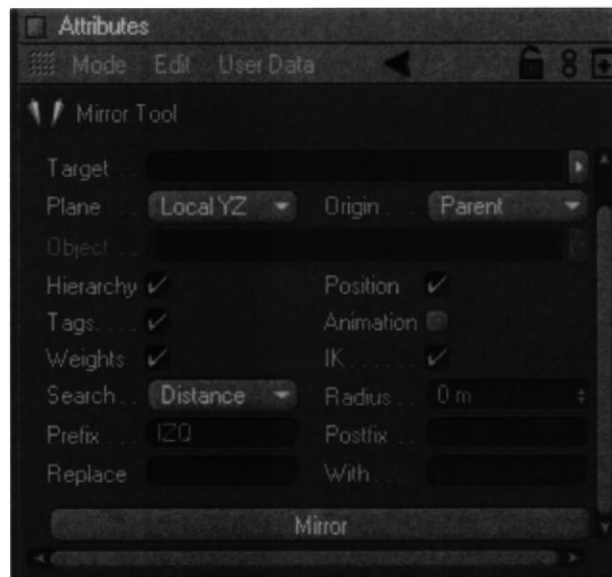 Attributes
Mode Edit User Data
Mirror Tool
Target . .
Plane . . . Local YZ Origin . . . Parent
Object . .
Hierarchy Position
Tags. . . . Animation
Weights IK . . . . . .
Search. . Distance Radius . . 0 m
Prefix . . . IZQ Postfix . .
Replace With . . . .
Mirror